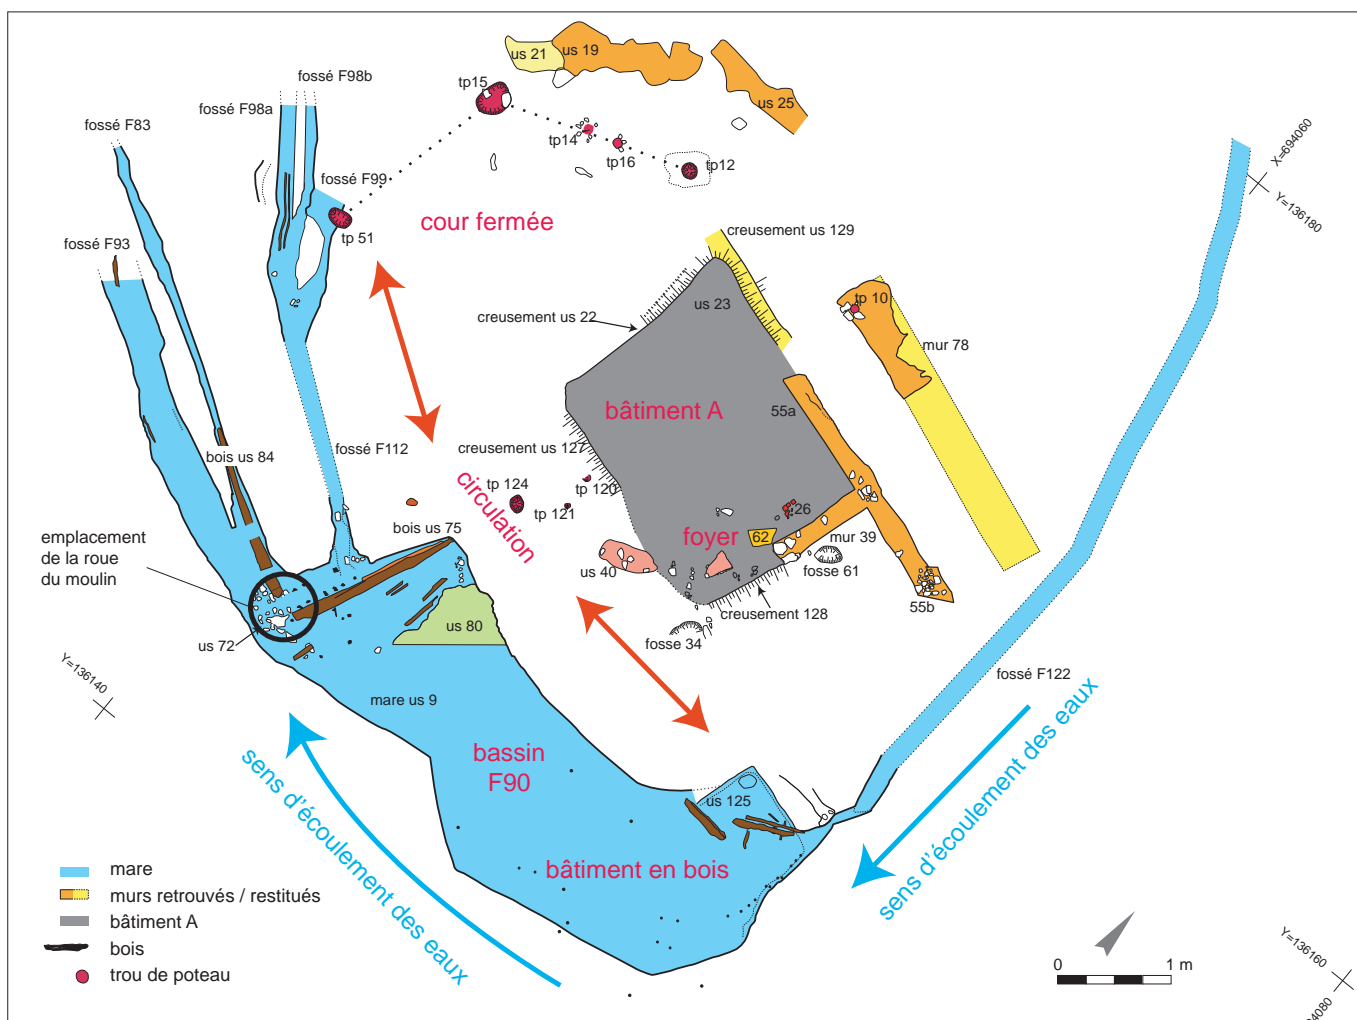 fossé F98b
fossé F98a
fossé F83
fossé F93
fossé F99
tp 51
tp15
us 21
us 19
us 25
tp14
tp16
tp12
cour fermée
creusement us 129
creusement us 22
us 23
tp 10
mur 78
X=694060
Y=136180
bâtiment A
55a
creusement us 127
fossé F112
bois us 84
tp 124
tp 120
tp 121
circulation
bois us 75
foyer
26
62
mur 39
fosse 61
us 40
creusement 128
55b
fosse 34
emplacement
de la roue
du moulin
us 72
us 80
Y=136140
mare us 9
fossé F122
bassin
F90
us 125
bâtiment en bois
sens d'écoulement des eaux
sens d'écoulement des eaux
mare
murs retrouvés / restitués
bâtiment A
bois
trou de poteau
0
1 m
Y=136160
4080